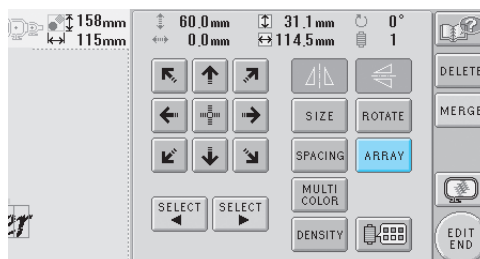 158mm 60.0mm 31.1mm 0°
115mm 0.0mm 114.5mm 1
DELETE
SIZE ROTATE MERGE
SPACING ARRAY
MULTI
COLOR
SELECT SELECT
DENSITY
EDIT
END
er